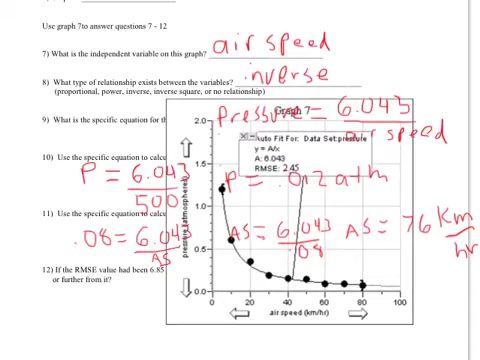 Use graph 7to answer questions 7 - 12
7) What is the independent variable on this graph? air speed
8) What type of relationship exists between the variables? inverse
(proportional, power, inverse, inverse square, or no relationship)
9) What is the specific equation for th
Pressure = 6.043
air speed
Graph 7
Auto Fit For: Data Set:pressure
y = A/x
A: 6.043
RMSE: 2.45
10) Use the specific equation to calcu
P = 6.043
500
P = .012 atm
11) Use the specific equation to calcu
.08 = 6.043
AS
AS = 6.043
.08
AS = 76 km
hr
12) If the RMSE value had been 6.85
or further from it?
pressure (atmospheres)
2.0
1.5
1.0
0.5
0.0
0 20 40 60 80 100
air speed (km/hr)